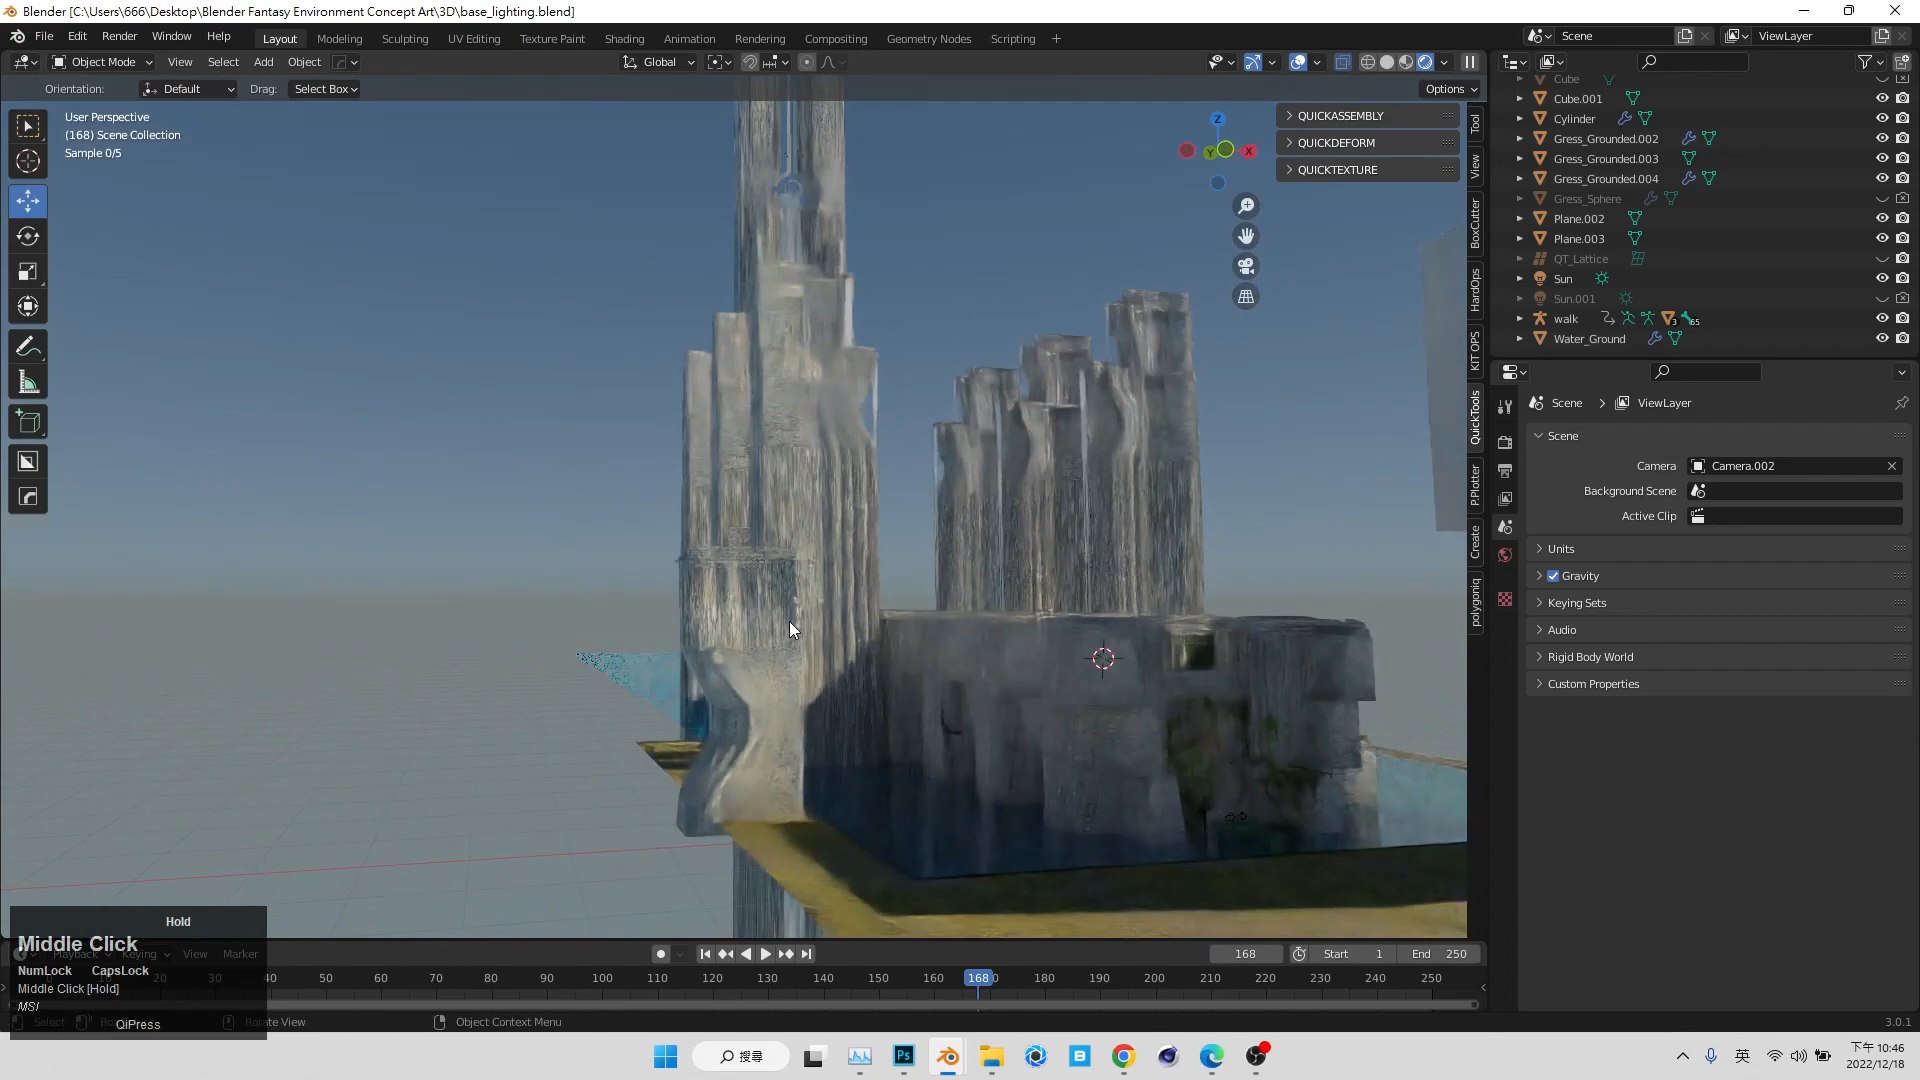 Blender [C:\Users\666\Desktop\Blender Fantasy Environment Concept Art\3D\base_lighting.blend]
File Edit Render Window Help Layout Modeling Sculpting UV Editing Texture Paint Shading Animation Rendering Compositing Geometry Nodes Scripting + Scene ViewLayer
Object Mode View Select Add Object Global
Orientation: Default Drag: Select Box Options
User Perspective
(168) Scene Collection
Sample 0/5
QUICKASSEMBLY
QUICKDEFORM
QUICKTEXTURE
Z
Y
X
Tool
View
BoxCutter
HardOps
KIT OPS
QuickTools
P.Plotter
Create
polygoniq
Cube
Cube.001
Cylinder
Gress_Grounded.002
Gress_Grounded.003
Gress_Grounded.004
Gress_Sphere
Plane.002
Plane.003
QT_Lattice
Sun
Sun.001
walk 3 65
Water_Ground
Scene > ViewLayer
Scene
Camera Camera.002
Background Scene
Active Clip
Units
Gravity
Keying Sets
Audio
Rigid Body World
Custom Properties
Hold
Middle Click
NumLock CapsLock
Middle Click [Hold]
MSI
QiPress
Playback Keying View Marker 168 Start 1 End 250
30 40 50 60 70 80 90 100 110 120 130 140 150 160 168 180 190 200 210 220 230 240 250
Select Rotate View Object Context Menu 3.0.1
搜尋
英
下午 10:46
2022/12/18